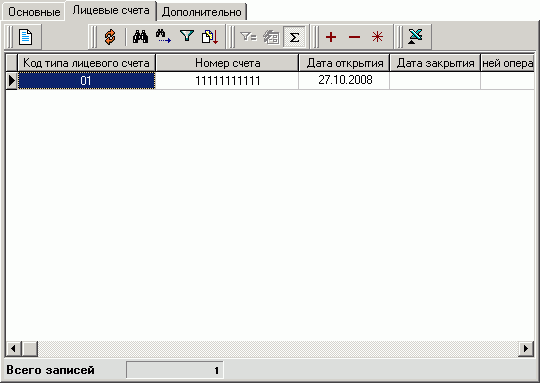 Основные Лицевые счета Дополнительно
Код типа лицевого счета Номер счета Дата открытия Дата закрытия ней опера
01 11111111111 27.10.2008
Всего записей 1